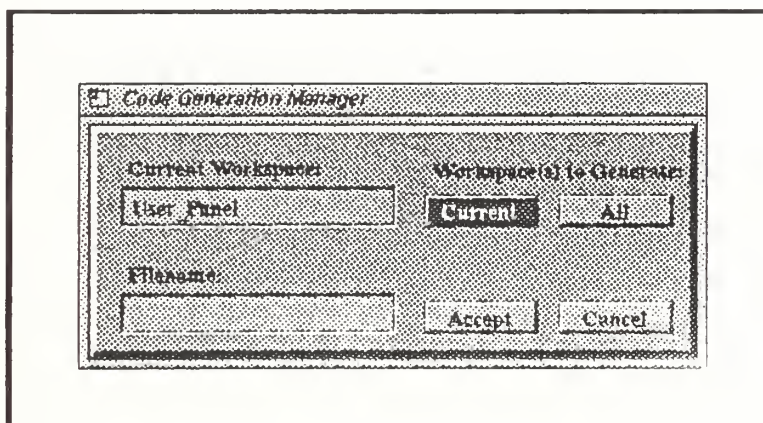 Code Generation Manager
Current Workspace: Workspace(s) to Generate:
User_Panel Current All
Filename:
Accept Cancel